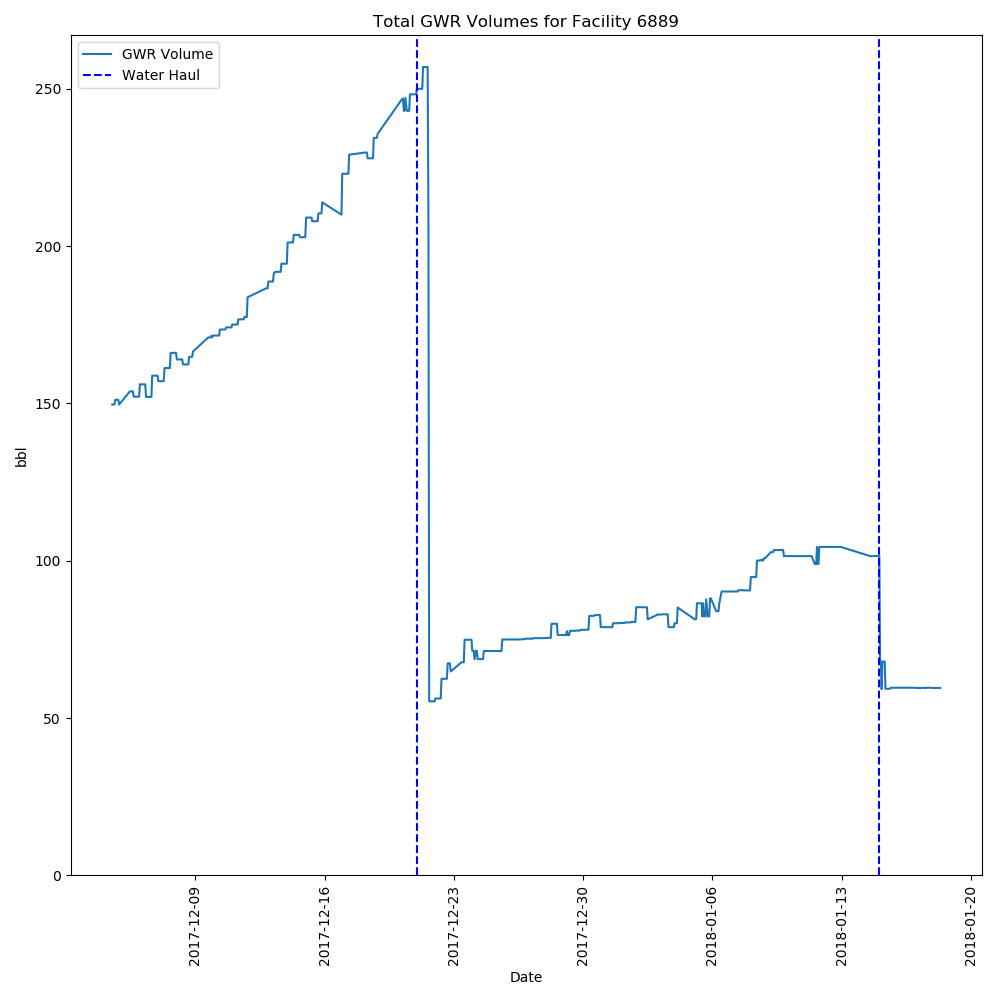 Total GWR Volumes for Facility 6889
GWR Volume
Water Haul
250
200
150
100
50
0
bbl
2017-12-09
2017-12-16
2017-12-23
2017-12-30
2018-01-06
2018-01-13
2018-01-20
Date